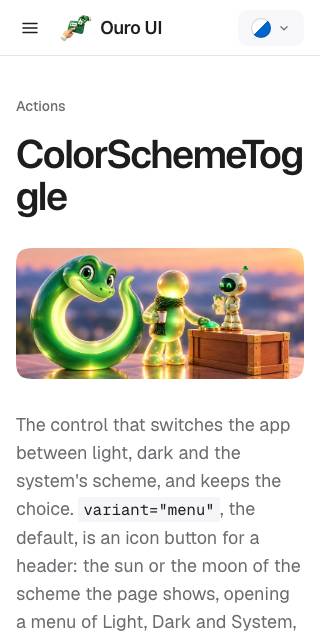 Ouro UI
Actions
ColorSchemeTog
gle
The control that switches the app
between light, dark and the
system's scheme, and keeps the
choice. variant="menu" , the
default, is an icon button for a
header: the sun or the moon of the
scheme the page shows, opening
a menu of Light, Dark and System,